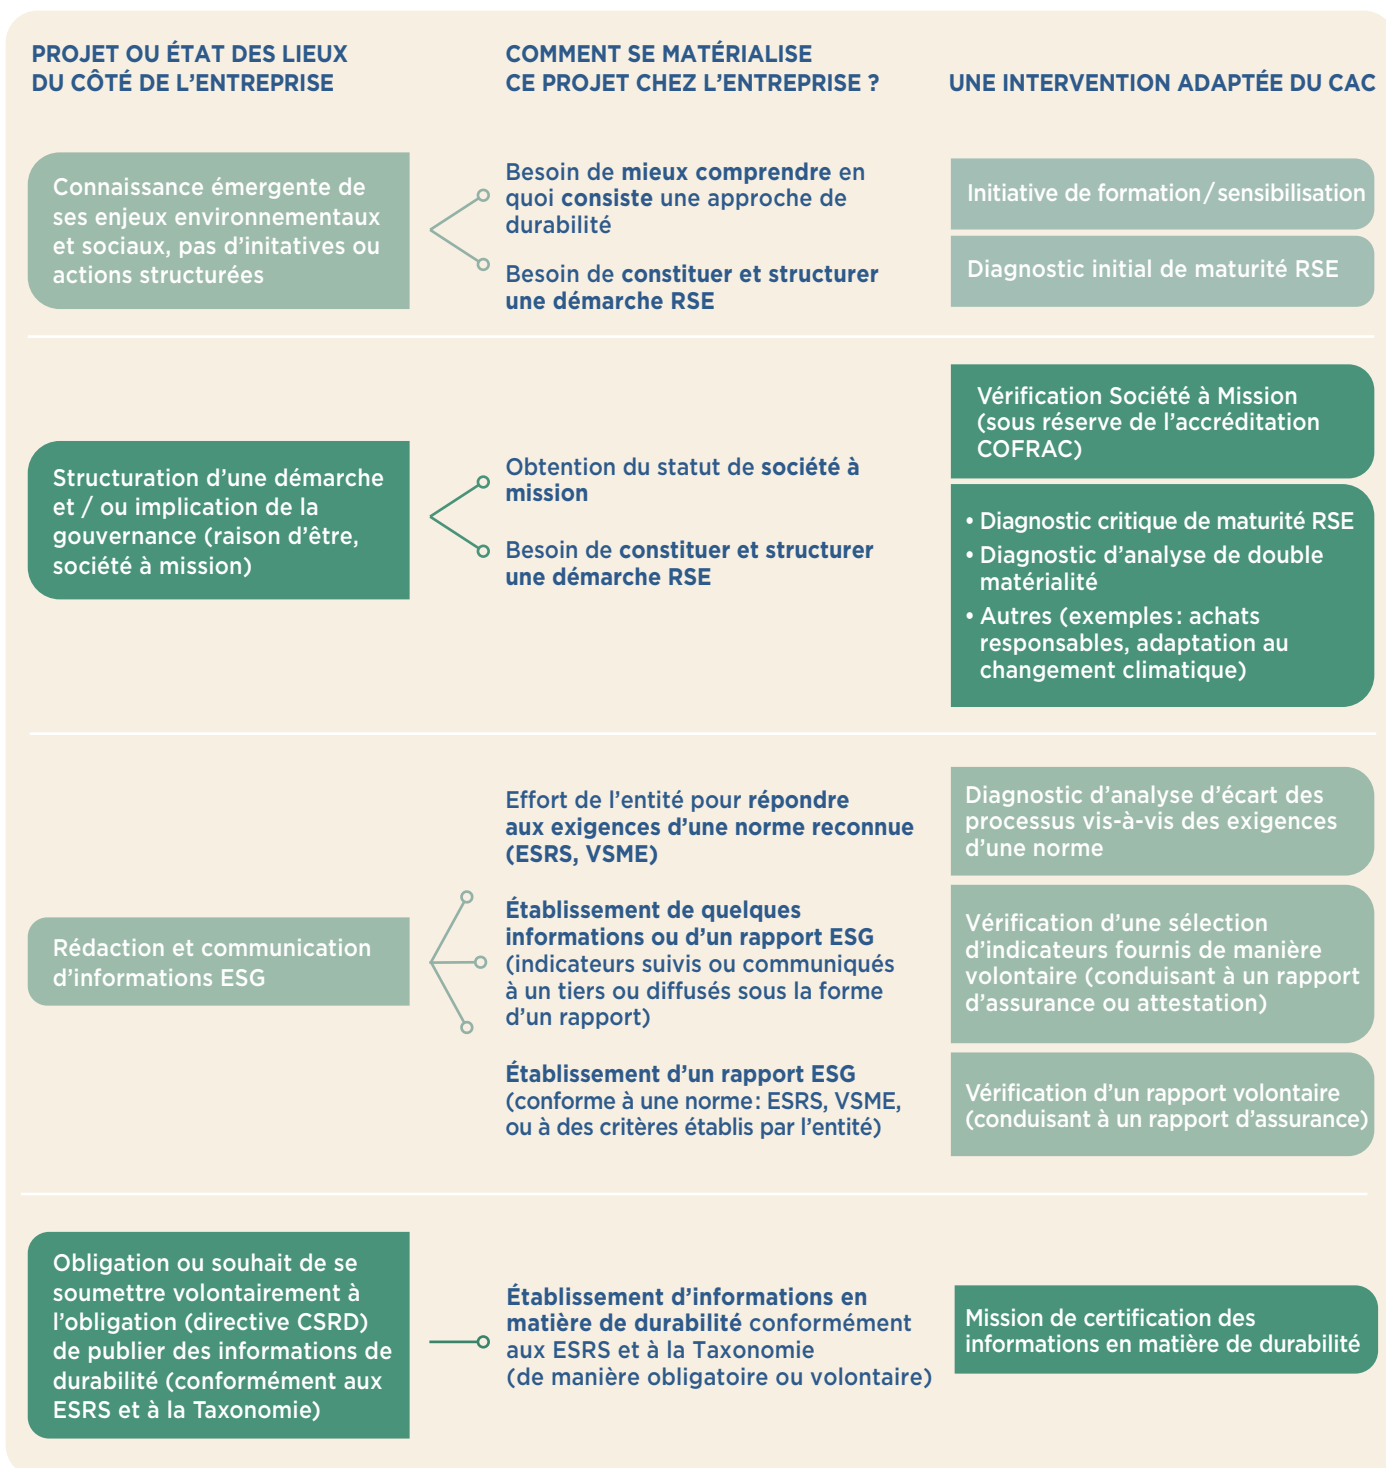 PROJET OU ÉTAT DES LIEUX
DU CÔTÉ DE L’ENTREPRISE
COMMENT SE MATÉRIALISE
CE PROJET CHEZ L’ENTREPRISE ?
UNE INTERVENTION ADAPTÉE DU CAC
Connaissance émergente de
ses enjeux environnementaux
et sociaux, pas d’initatives ou
actions structurées
Besoin de mieux comprendre en
quoi consiste une approche de
durabilité
Besoin de constituer et structurer
une démarche RSE
Initiative de formation / sensibilisation
Diagnostic initial de maturité RSE
Structuration d’une démarche
et / ou implication de la
gouvernance (raison d’être,
société à mission)
Obtention du statut de société à
mission
Besoin de constituer et structurer
une démarche RSE
Vérification Société à Mission
(sous réserve de l’accréditation
COFRAC)
• Diagnostic critique de maturité RSE
• Diagnostic d’analyse de double
matérialité
• Autres (exemples : achats
responsables, adaptation au
changement climatique)
Rédaction et communication
d’informations ESG
Effort de l’entité pour répondre
aux exigences d’une norme reconnue
(ESRS, VSME)
Établissement de quelques
informations ou d’un rapport ESG
(indicateurs suivis ou communiqués
à un tiers ou diffusés sous la forme
d’un rapport)
Établissement d’un rapport ESG
(conforme à une norme : ESRS, VSME,
ou à des critères établis par l’entité)
Diagnostic d’analyse d’écart des
processus vis-à-vis des exigences
d’une norme
Vérification d’une sélection
d’indicateurs fournis de manière
volontaire (conduisant à un rapport
d’assurance ou attestation)
Vérification d’un rapport volontaire
(conduisant à un rapport d’assurance)
Obligation ou souhait de se
soumettre volontairement à
l’obligation (directive CSRD)
de publier des informations de
durabilité (conformément aux
ESRS et à la Taxonomie)
Établissement d’informations en
matière de durabilité conformément
aux ESRS et à la Taxonomie
(de manière obligatoire ou volontaire)
Mission de certification des
informations en matière de durabilité